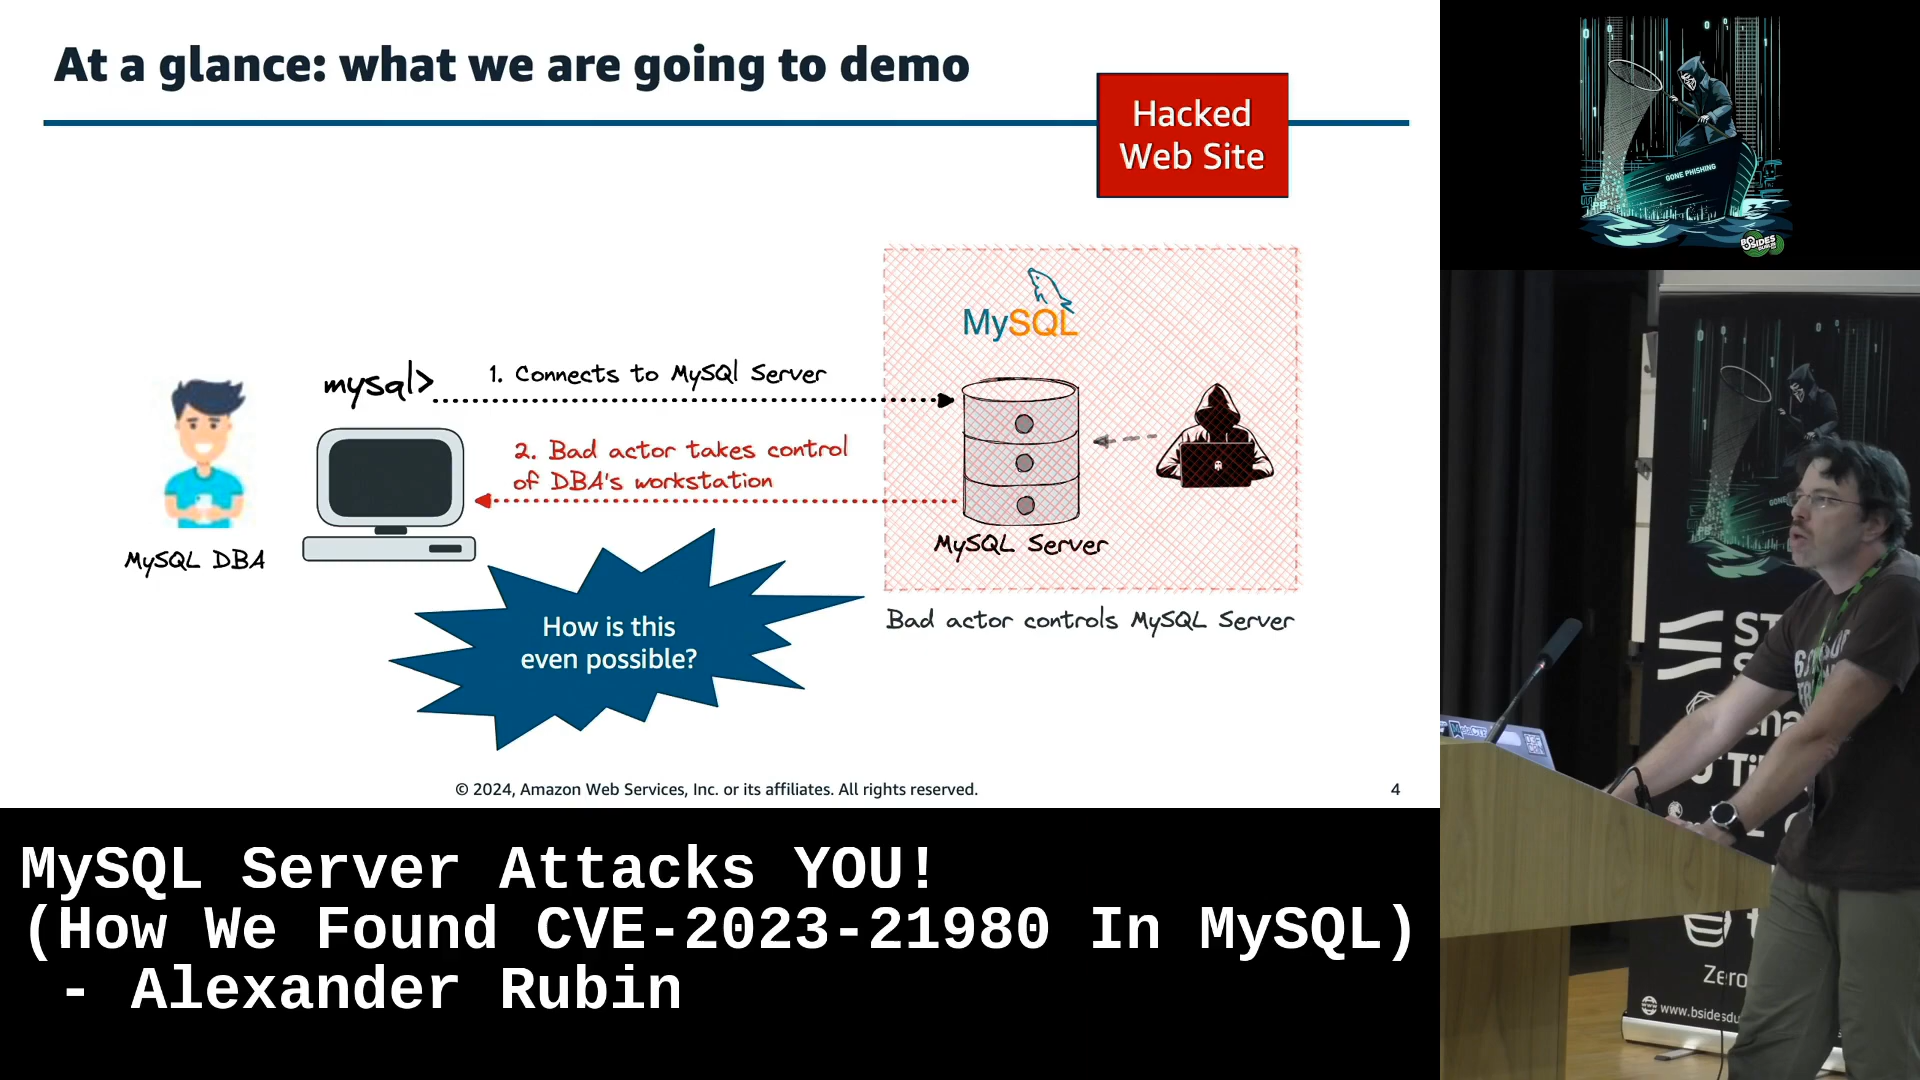 At a glance: what we are going to demo
Hacked
Web Site
MySQL
mysql>
1. Connects to MySQl Server
2. Bad actor takes control
of DBA's workstation
MySQL DBA
MySQL Server
How is this
even possible?
Bad actor controls MySQL Server
© 2024, Amazon Web Services, Inc. or its affiliates. All rights reserved.
4
MySQL Server Attacks YOU!
(How We Found CVE-2023-21980 In MySQL)
- Alexander Rubin
GONE PHISHING
BSIDES
ST
Zero
www.bsidesdu